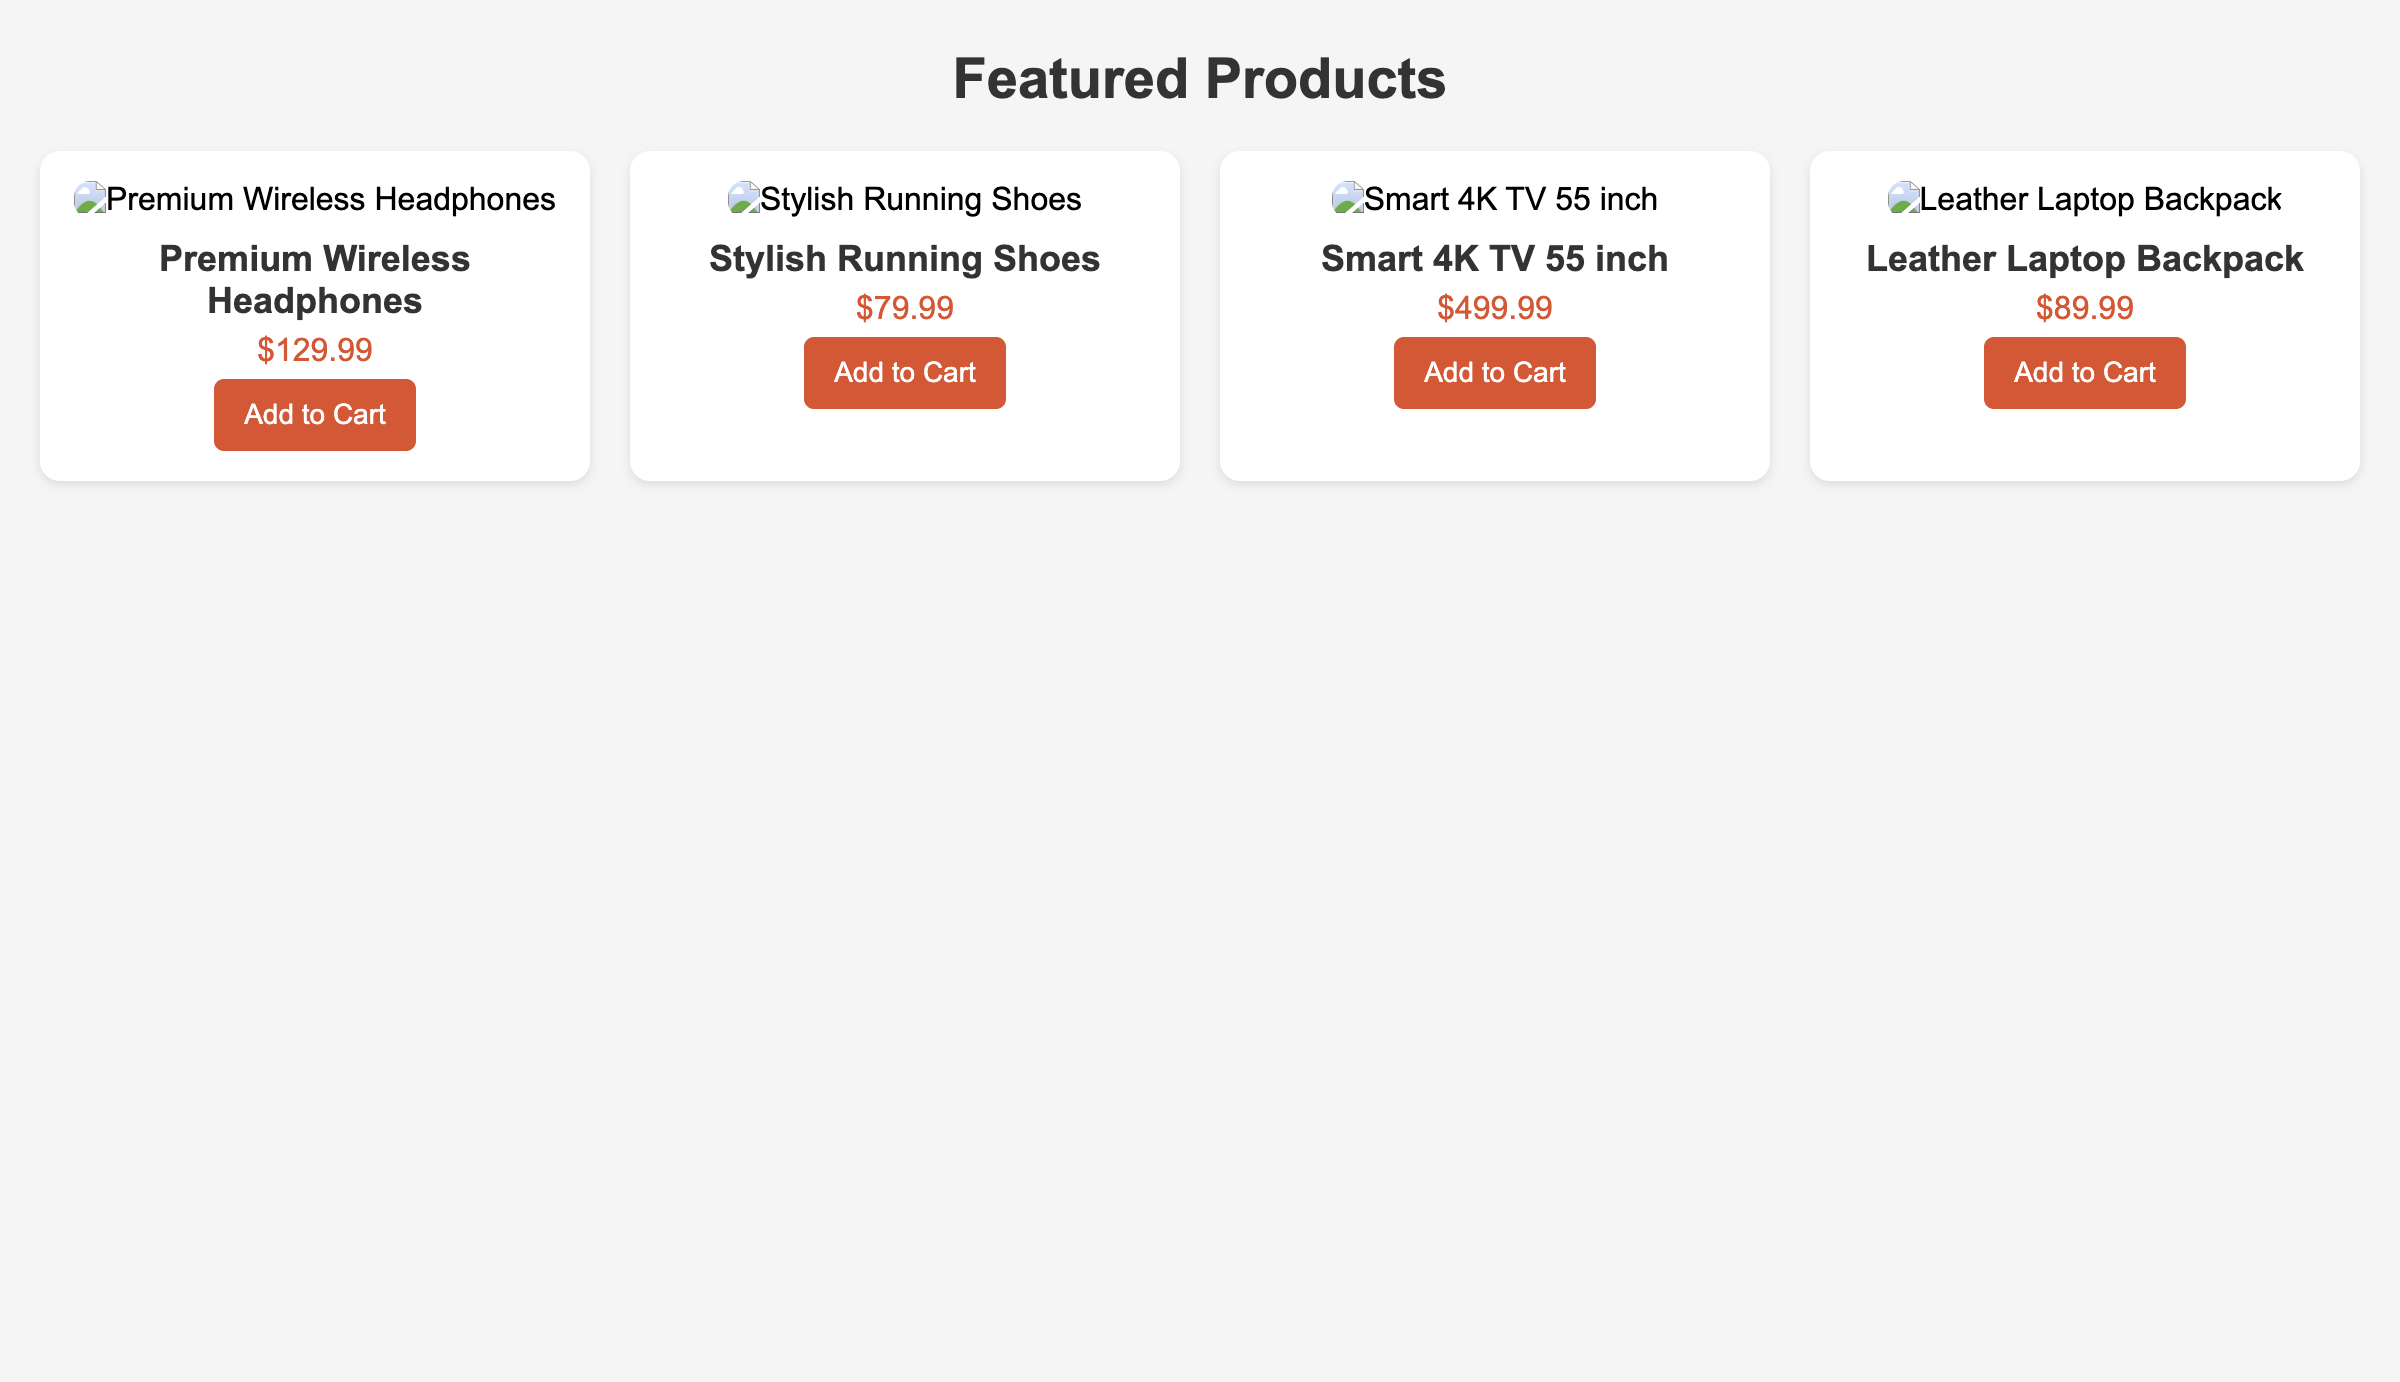 Featured Products
Premium Wireless Headphones
Premium Wireless
Headphones
$129.99
Add to Cart
Stylish Running Shoes
Stylish Running Shoes
$79.99
Add to Cart
Smart 4K TV 55 inch
Smart 4K TV 55 inch
$499.99
Add to Cart
Leather Laptop Backpack
Leather Laptop Backpack
$89.99
Add to Cart